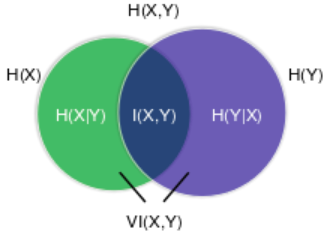 H(X,Y)
H(X)
H(Y)
H(X|Y)
I(X,Y)
H(Y|X)
VI(X,Y)